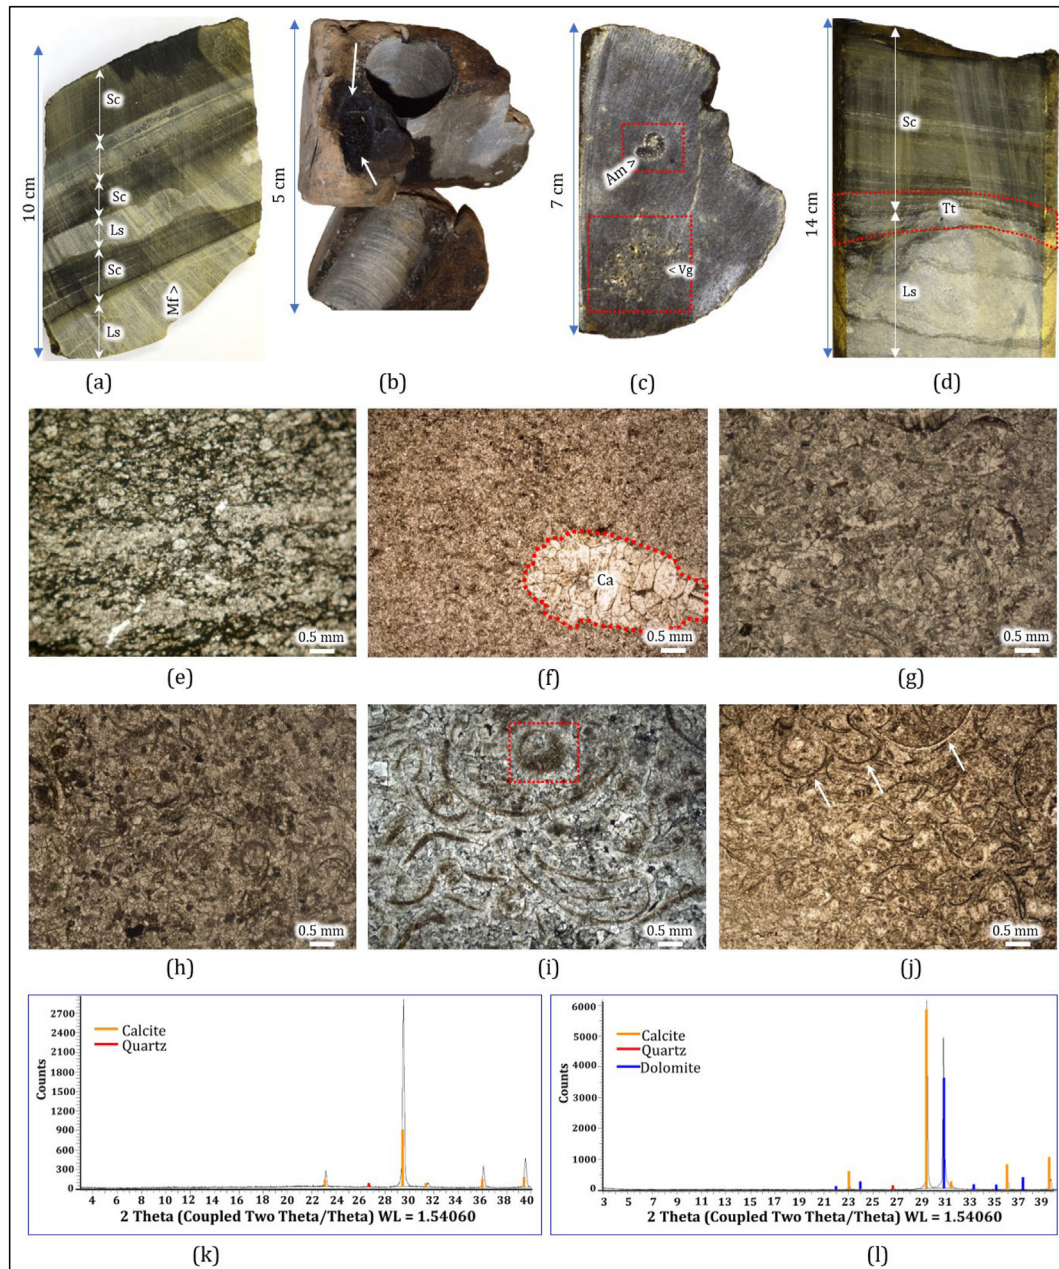 10 cm
Sc
Sc
Ls
Sc
Mf >
Ls
(a)
5 cm
(b)
7 cm
Am >
< Vg
(c)
14 cm
Sc
Tt
Ls
(d)
0.5 mm
(e)
Ca
0.5 mm
(f)
0.5 mm
(g)
0.5 mm
(h)
0.5 mm
(i)
0.5 mm
(j)
Counts
2700
2400
2100
1800
1500
1200
900
600
300
0
Calcite
Quartz
4 6 8 10 12 14 16 18 20 22 24 26 28 30 32 34 36 38 40
2 Theta (Coupled Two Theta/Theta) WL = 1.54060
(k)
Counts
6000
5000
4000
3000
2000
1000
0
Calcite
Quartz
Dolomite
3 5 7 9 11 13 15 17 19 21 23 25 27 29 31 33 35 37 39
2 Theta (Coupled Two Theta/Theta) WL = 1.54060
(l)